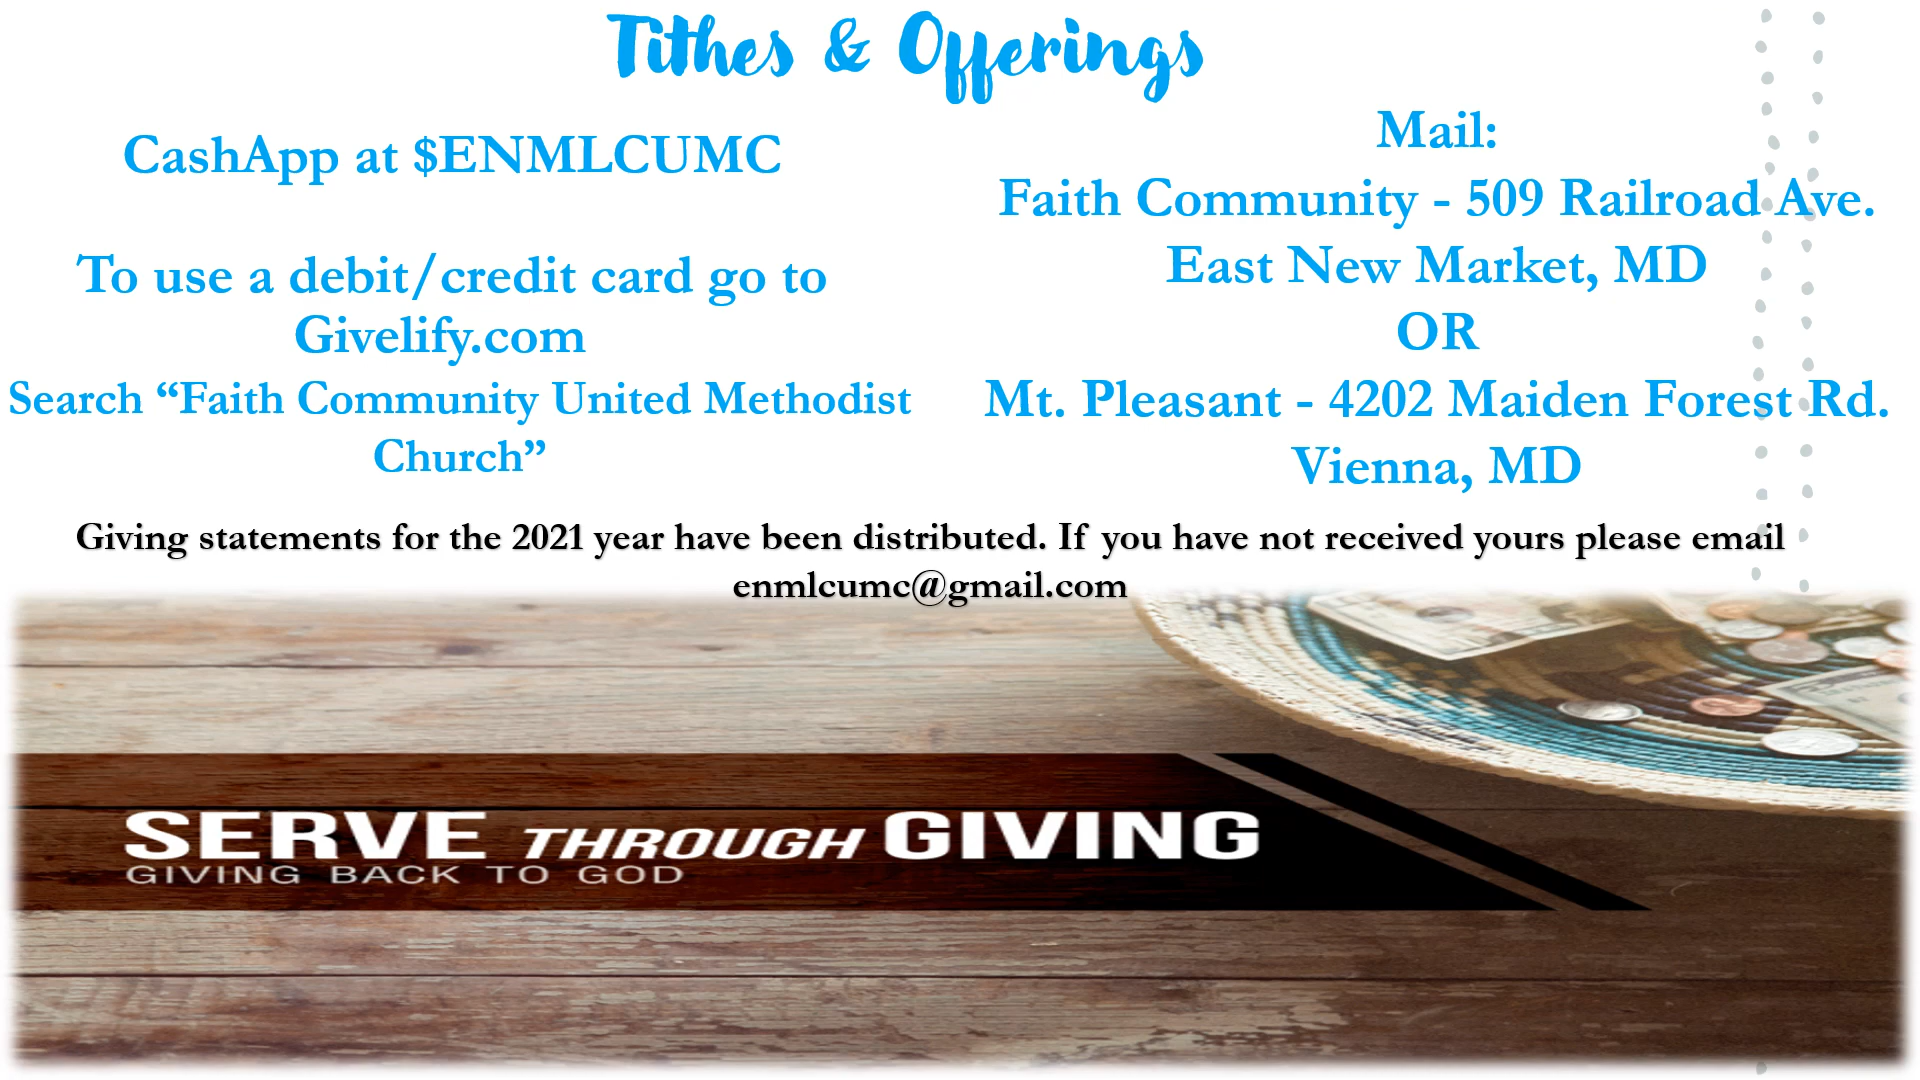 Tithes & Offerings
CashApp at $ENMLCUMC
To use a debit/credit card go to
Givelify.com
Search “Faith Community United Methodist
Church”
Mail:
Faith Community - 509 Railroad Ave.
East New Market, MD
OR
Mt. Pleasant - 4202 Maiden Forest Rd.
Vienna, MD
Giving statements for the 2021 year have been distributed. If you have not received yours please email
enmlcumc@gmail.com
SERVE THROUGH GIVING
GIVING BACK TO GOD